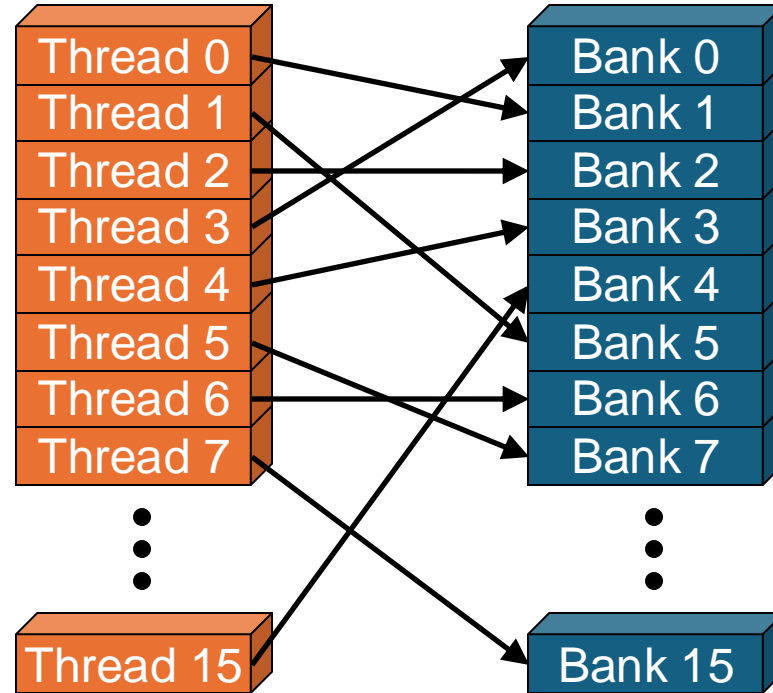 Thread 0
Thread 1
Thread 2
Thread 3
Thread 4
Thread 5
Thread 6
Thread 7
Thread 15
Bank 0
Bank 1
Bank 2
Bank 3
Bank 4
Bank 5
Bank 6
Bank 7
Bank 15